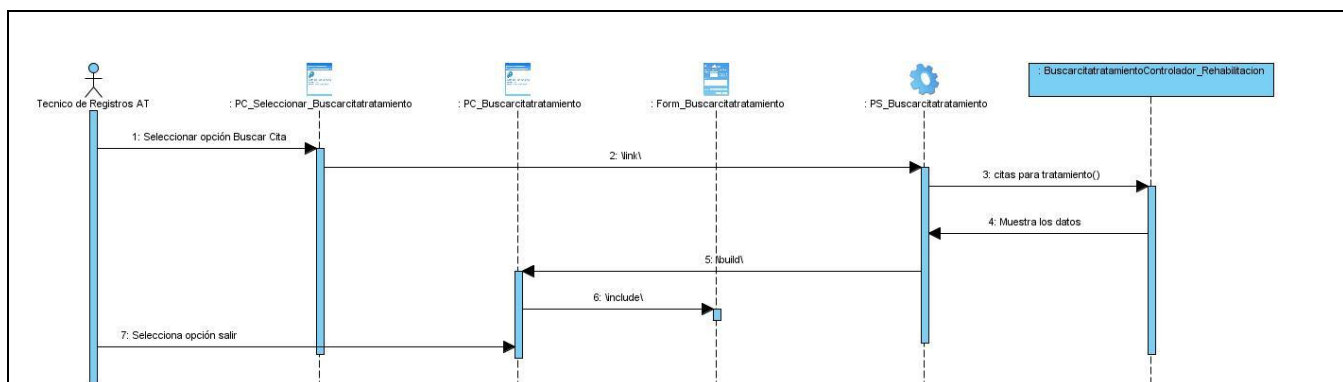 Tecnico de Registros AT
: PC_Seleccionar_Buscarcitatratamiento
: PC_Buscarcitatratamiento
: Form_Buscarcitatratamiento
: PS_Buscarcitatratamiento
: BuscarcitatratamientoControlador_Rehabilitacion
1: Seleccionar opción Buscar Cita
2: \link\
3: citas para tratamiento()
4: Muestra los datos
5: \build\
6: \include\
7: Selecciona opción salir